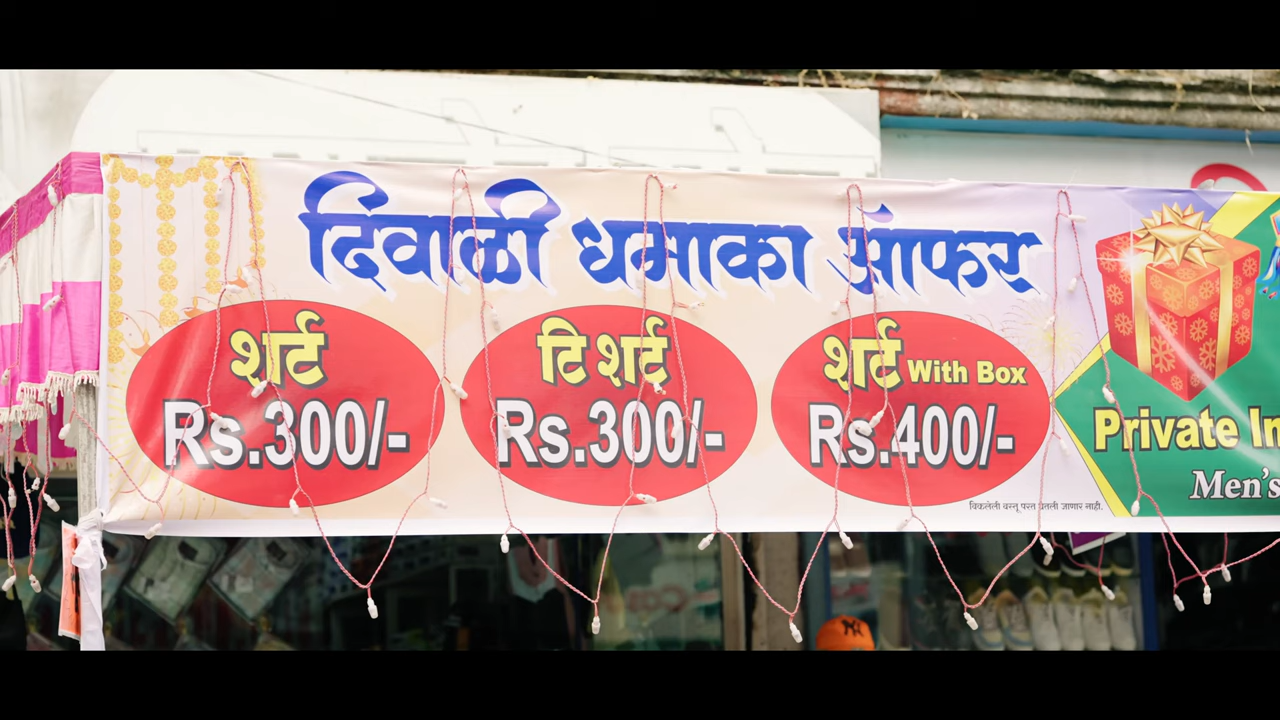 दिवाळी धमाका ऑफर
शर्ट
Rs.300/-
टि शर्ट
Rs.300/-
शर्ट With Box
Rs.400/-
विकलेली वस्तू परत घेतली जाणार नाही.
Private
Men's
NY